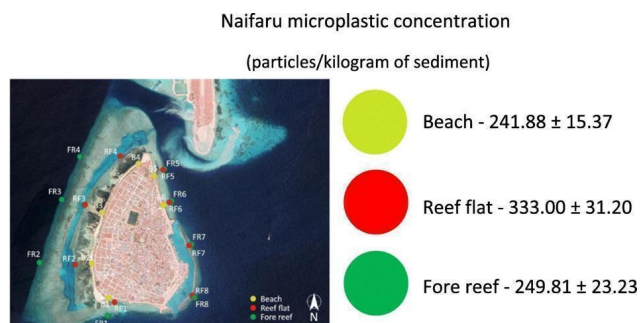 Naifaru microplastic concentration
(particles/kilogram of sediment)
Beach - 241.88 ± 15.37
Reef flat - 333.00 ± 31.20
Fore reef - 249.81 ± 23.23
FR4
RF4
B4
FR5
RF5
FR3
RF3
FR6
RF6
FR7
RF7
FR2
RF2
RF8
FR8
RF1
Beach
Reef flat
Fore reef
N